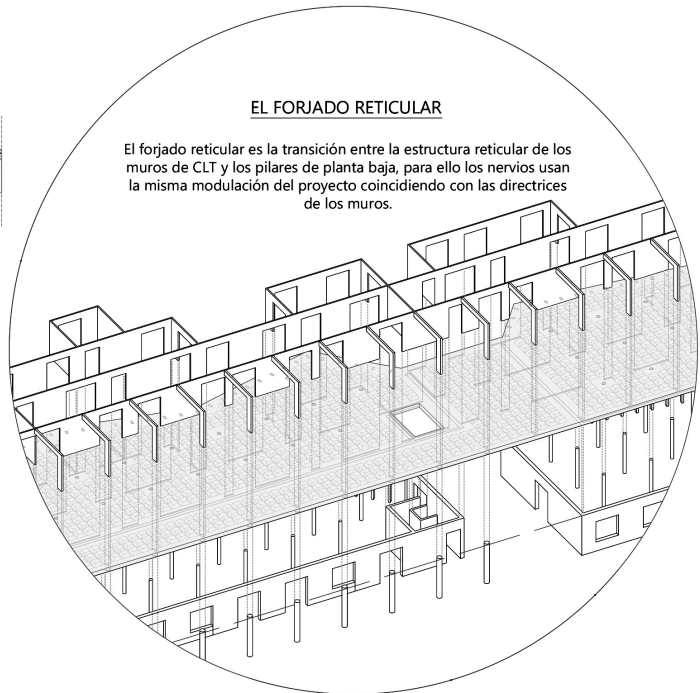 EL FORJADO RETICULAR
El forjado reticular es la transición entre la estructura reticular de los
muros de CLT y los pilares de planta baja, para ello los nervios usan
la misma modulación del proyecto coincidiendo con las directrices
de los muros.